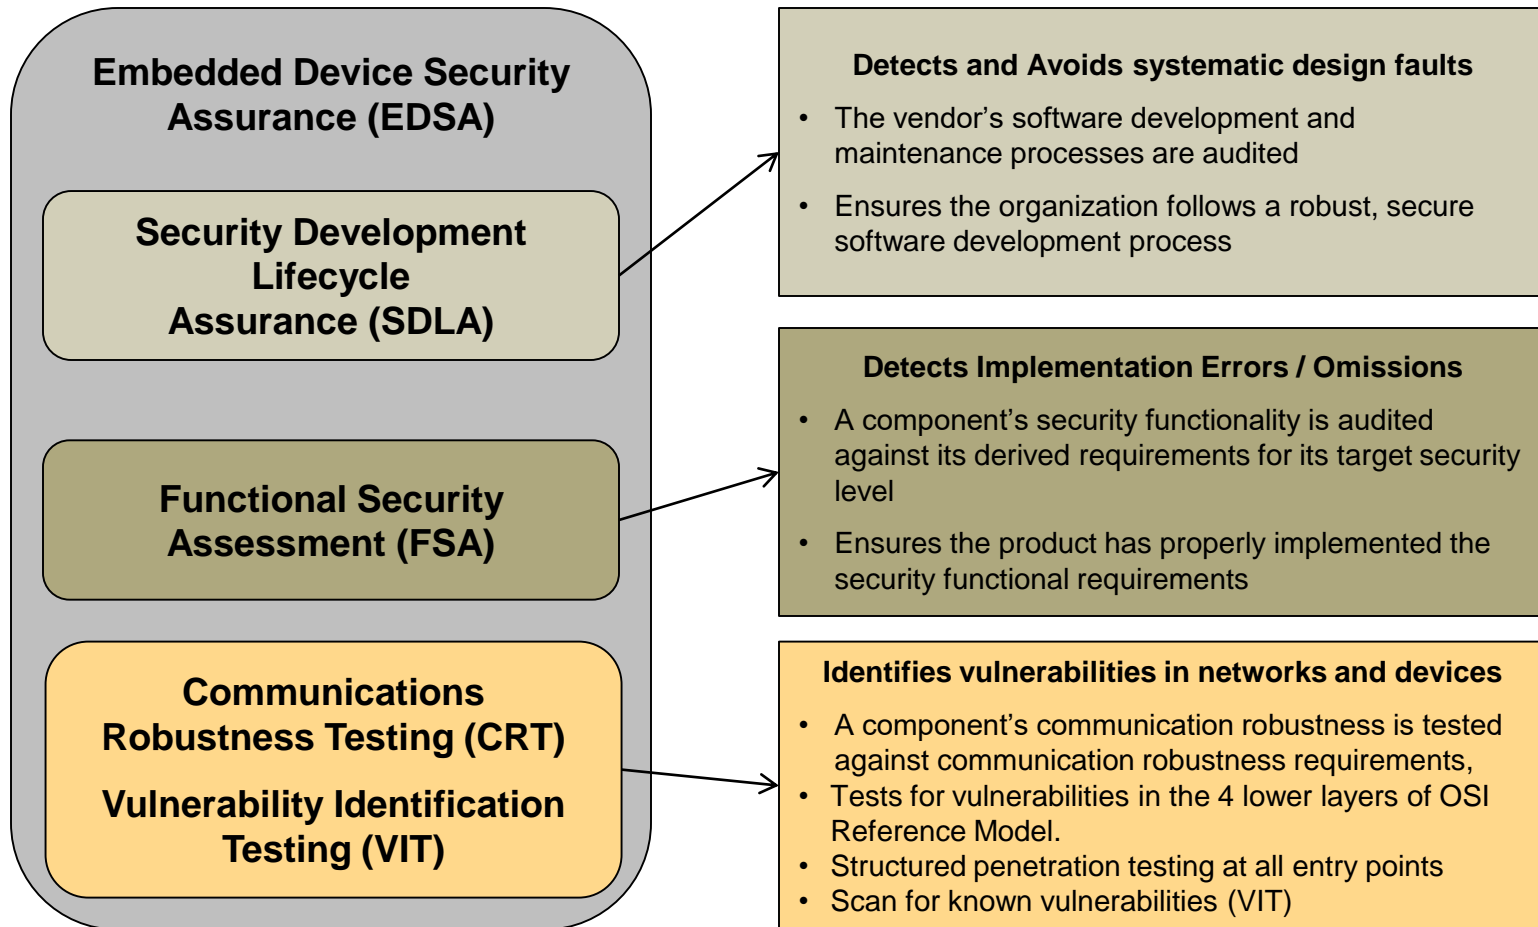 Embedded Device Security
Assurance (EDSA)
Security Development
Lifecycle
Assurance (SDLA)
Functional Security
Assessment (FSA)
Communications
Robustness Testing (CRT)
Vulnerability Identification
Testing (VIT)
Detects and Avoids systematic design faults
• The vendor’s software development and
maintenance processes are audited
• Ensures the organization follows a robust, secure
software development process
Detects Implementation Errors / Omissions
• A component’s security functionality is audited
against its derived requirements for its target security
level
• Ensures the product has properly implemented the
security functional requirements
Identifies vulnerabilities in networks and devices
• A component’s communication robustness is tested
against communication robustness requirements,
• Tests for vulnerabilities in the 4 lower layers of OSI
Reference Model.
• Structured penetration testing at all entry points
• Scan for known vulnerabilities (VIT)